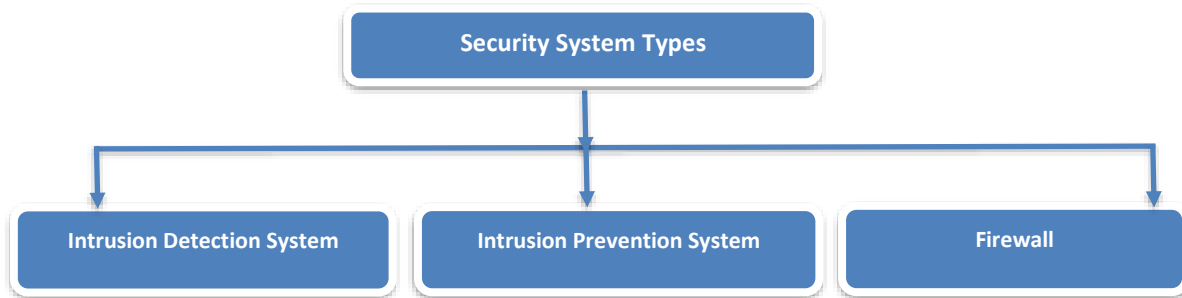 Security System Types
Intrusion Detection System
Intrusion Prevention System
Firewall